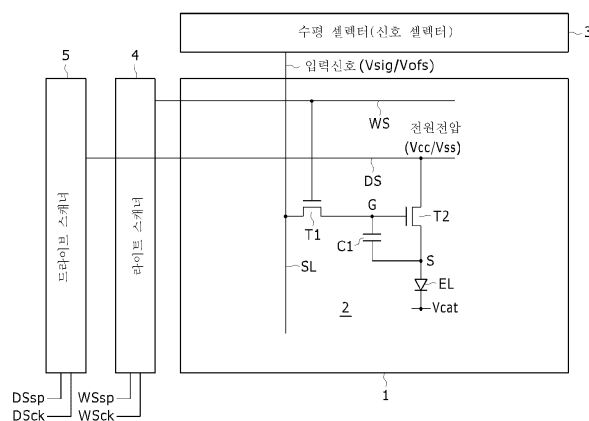 수평 셀렉터(신호 셀렉터)
3
5
4
입력신호(Vsig/Vofs)
WS
전원전압
(Vcc/Vss)
DS
드라이브 스캐너
라이트 스캐너
G
T1
T2
C1
S
SL
EL
2
Vcat
DSsp
WSsp
DSck
WSck
1